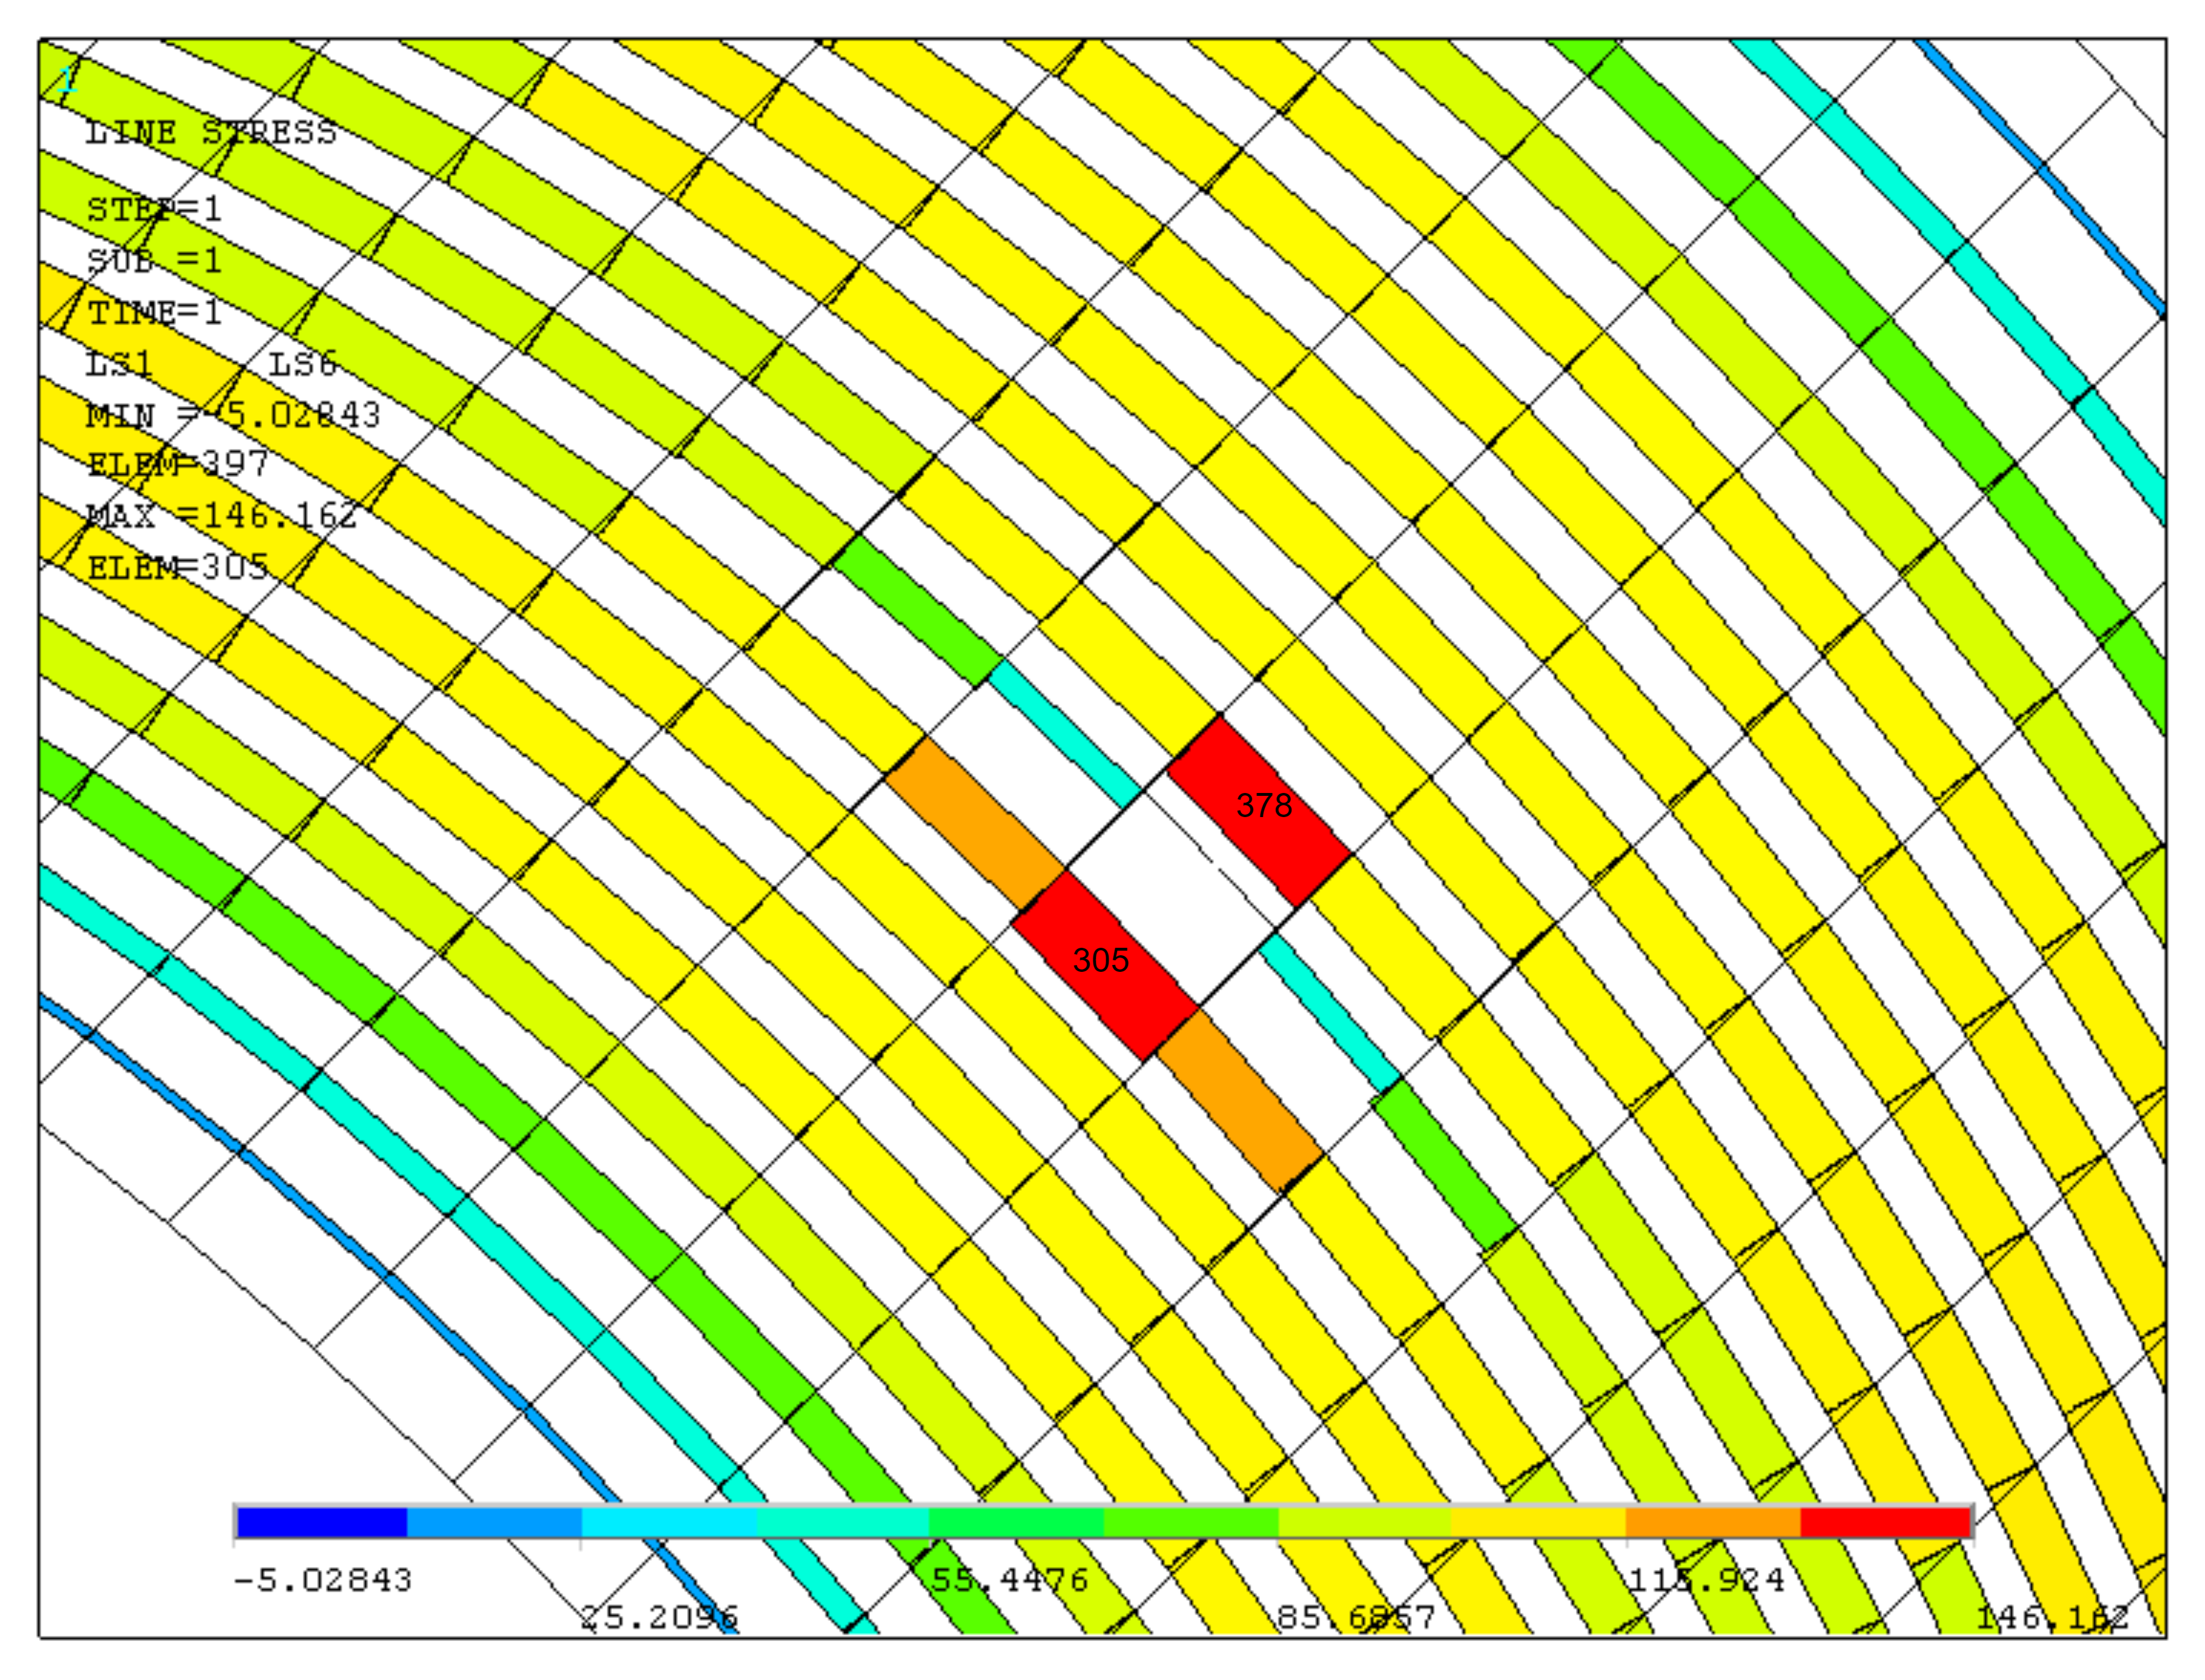 1
LINE STRESS
STEP=1
SUB =1
TIME=1
LS1 LS6
MIN =-5.02843
ELEM=397
MAX =146.162
ELEM=305
378
305
-5.02843 55.4476 115.924
25.2096 85.6857 146.162